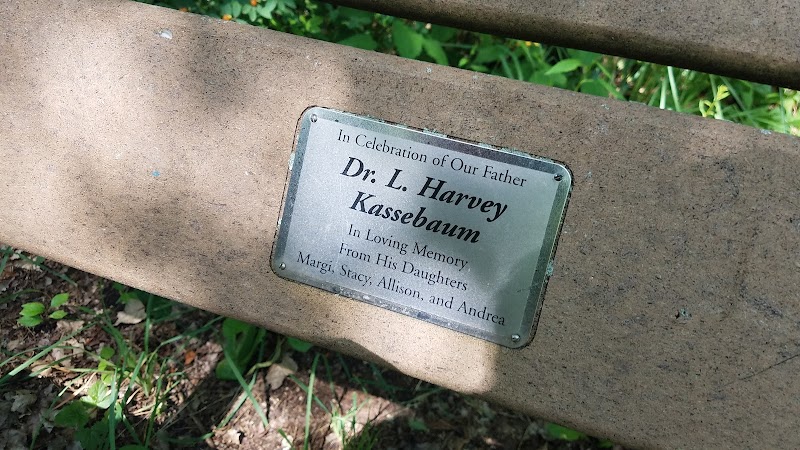 In Celebration of Our Father
Dr. L. Harvey
Kassebaum
In Loving Memory
From His Daughters
Margi, Stacy, Allison, and Andrea